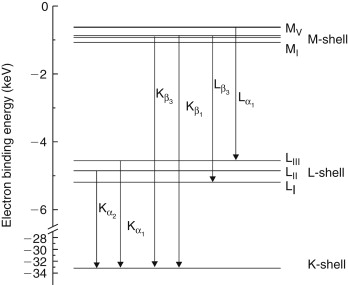 0
−2
−4
−6
−28
−30
−32
−34
Electron binding energy (keV)
M_V
M-shell
M_I
K_β3
K_β1
L_β3
L_α1
L_III
L_II
L-shell
L_I
K_α2
K_α1
K-shell